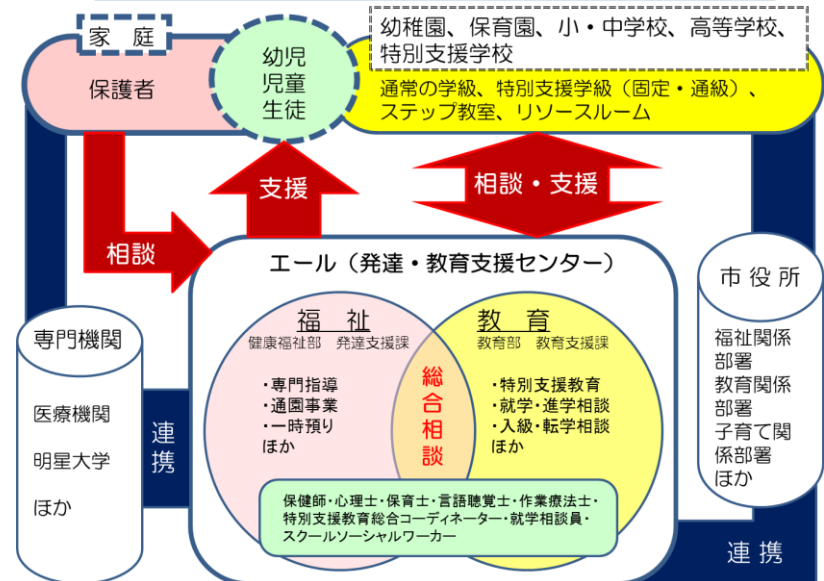 家　庭
保護者
幼児
児童
生徒
幼稚園、保育園、小・中学校、高等学校、
特別支援学校
通常の学級、特別支援学級（固定・通級）、
ステップ教室、リソースルーム
支援
相談・支援
相談
エール（発達・教育支援センター）
福　祉
健康福祉部　発達支援課
・専門指導
・通園事業
・一時預り
ほか
総
合
相
談
教　育
教育部　教育支援課
・特別支援教育
・就学・進学相談
・入級・転学相談
ほか
保健師・心理士・保育士・言語聴覚士・作業療法士・
特別支援教育総合コーディネーター・就学相談員・
スクールソーシャルワーカー
専門機関
医療機関
明星大学
ほか
連
携
市 役 所
福祉関係
部署
教育関係
部署
子育て関
係部署
ほか
連 携